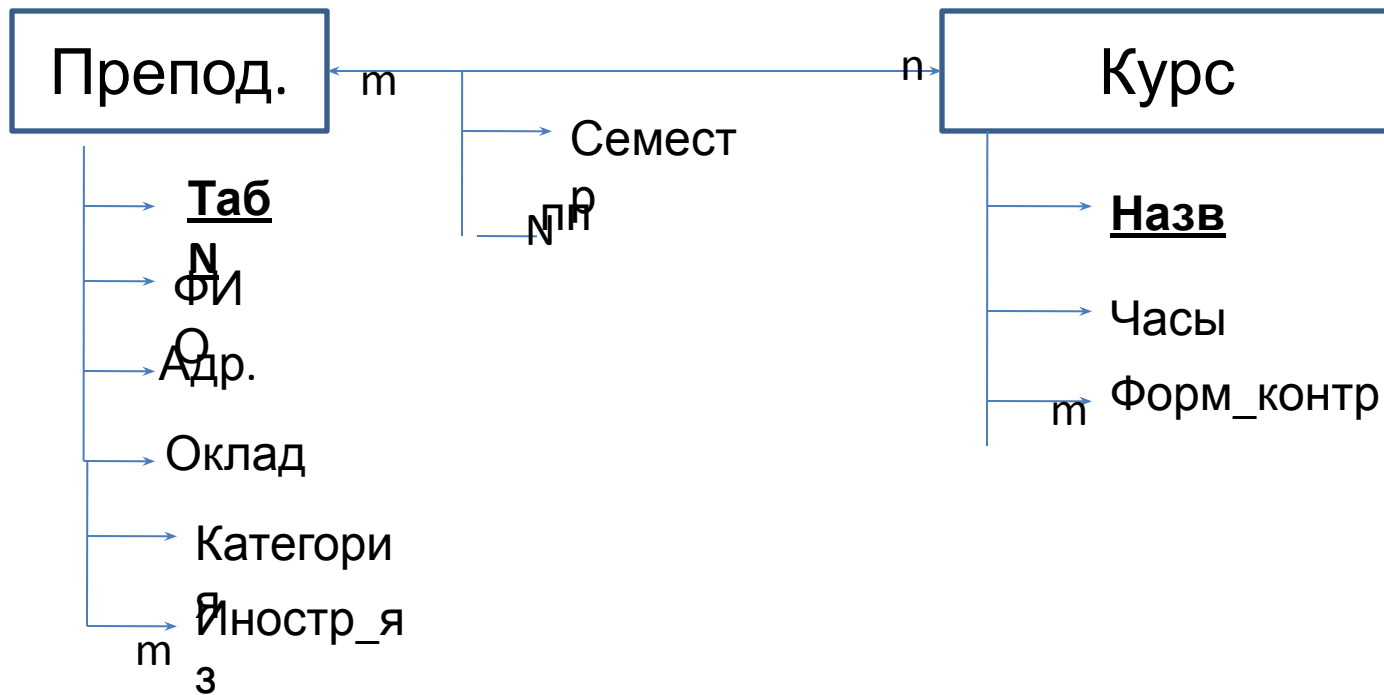 Препод.
m
n
Курс
Семест
р
N
пп
Таб
N
ФИ
О
Адр.
Оклад
Категори
я
Иностр_я
з
m
Назв
Часы
m
Форм_контр